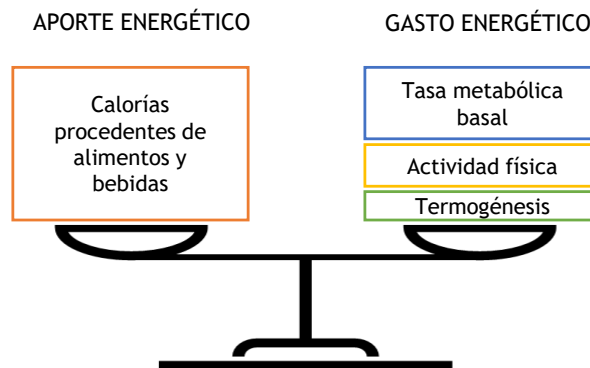 APORTE ENERGÉTICO
GASTO ENERGÉTICO
Calorías
procedentes de
alimentos y
bebidas
Tasa metabólica
basal
Actividad física
Termogénesis